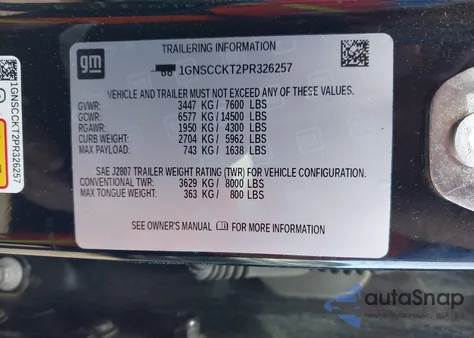 gm
TRAILERING INFORMATION
1GNSCCKT2PR326257
VEHICLE AND TRAILER MUST NOT EXCEED ANY OF THESE VALUES.
GVWR: 3447 KG / 7600 LBS
GCWR: 6577 KG / 14500 LBS
RGAWR: 1950 KG / 4300 LBS
CURB WEIGHT: 2704 KG / 5962 LBS
MAX PAYLOAD: 743 KG / 1638 LBS
SAE J2807 TRAILER WEIGHT RATING (TWR) FOR VEHICLE CONFIGURATION.
CONVENTIONAL TWR: 3629 KG / 8000 LBS
MAX TONGUE WEIGHT: 363 KG / 800 LBS
SEE OWNER'S MANUAL FOR MORE INFORMATION
1GNSCCKT2PR326257
autoSnap